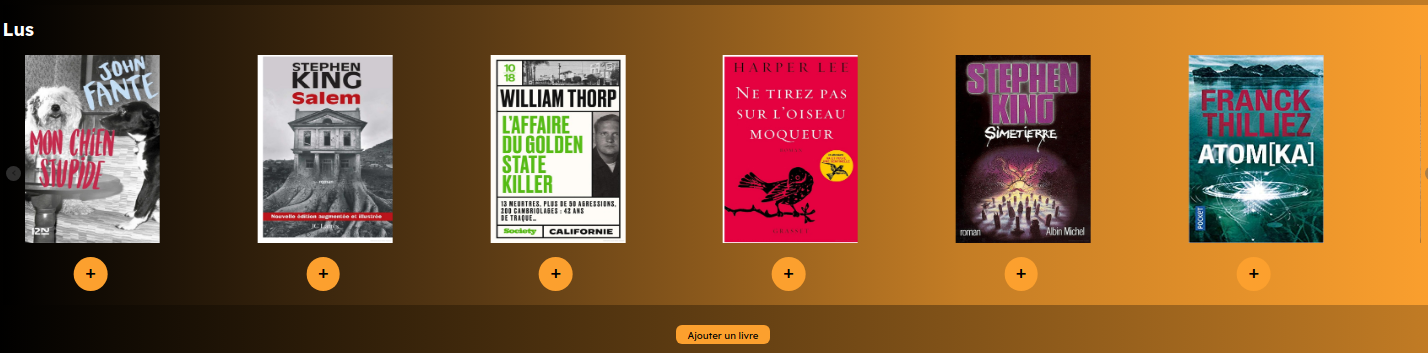 Lus
JOHN
FANTE
MON CHIEN
STUPIDE
STEPHEN
KING
Salem
roman
Nouvelle édition augmentée et illustrée
10
18
WILLIAM THORP
L'AFFAIRE
DU GOLDEN
STATE
KILLER
13 MEURTRES, PLUS DE 50 AGRESSIONS,
200 CAMBRIOLAGES : 42 ANS
DE TRAQUE...
Society
CALIFORNIE
HARPER LEE
NE TIREZ PAS
SUR L'OISEAU
MOQUEUR
GRASSET
STEPHEN
KING
SIMETIERRE
roman
Albin Michel
FRANCK
THILLIEZ
ATOM[KA]
POCKET
+
+
+
+
+
+
Ajouter un livre